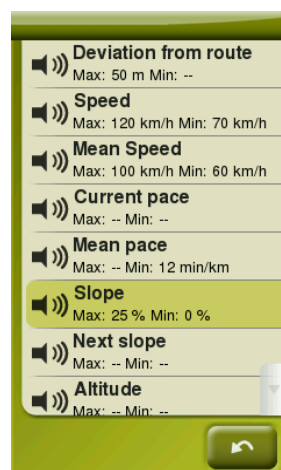 Deviation from route
Max: 50 m Min: --
Speed
Max: 120 km/h Min: 70 km/h
Mean Speed
Max: 100 km/h Min: 60 km/h
Current pace
Max: -- Min: --
Mean pace
Max: -- Min: 12 min/km
Slope
Max: 25 % Min: 0 %
Next slope
Max: -- Min: --
Altitude
Max: -- Min: --